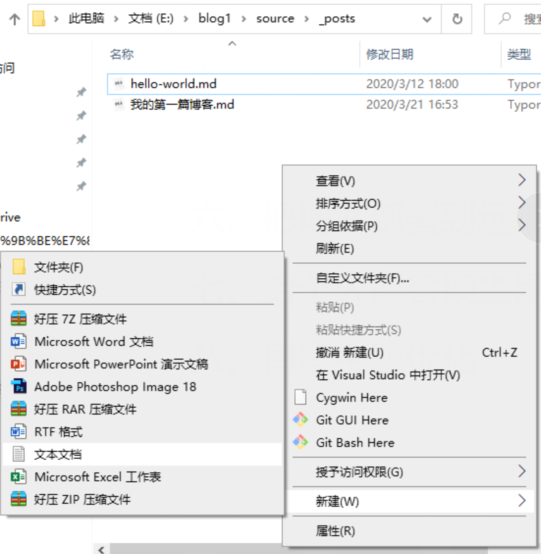 此电脑 › 文档 (E:) › blog1 › source › _posts
名称 修改日期 类型
hello-world.md 2020/3/12 18:00 Typor
我的第一篇博客.md 2020/3/21 16:53 Typor
查看(V)
排序方式(O)
分组依据(P)
刷新(E)
自定义文件夹(F)...
粘贴(P)
粘贴快捷方式(S)
撤消 新建(U) Ctrl+Z
在 Visual Studio 中打开(V)
Cygwin Here
Git GUI Here
Git Bash Here
授予访问权限(G)
新建(W)
属性(R)
rive
%9B%BE%E7%8
文件夹(F)
快捷方式(S)
好压 7Z 压缩文件
Microsoft Word 文档
Microsoft PowerPoint 演示文稿
Adobe Photoshop Image 18
好压 RAR 压缩文件
RTF 格式
文本文档
Microsoft Excel 工作表
好压 ZIP 压缩文件